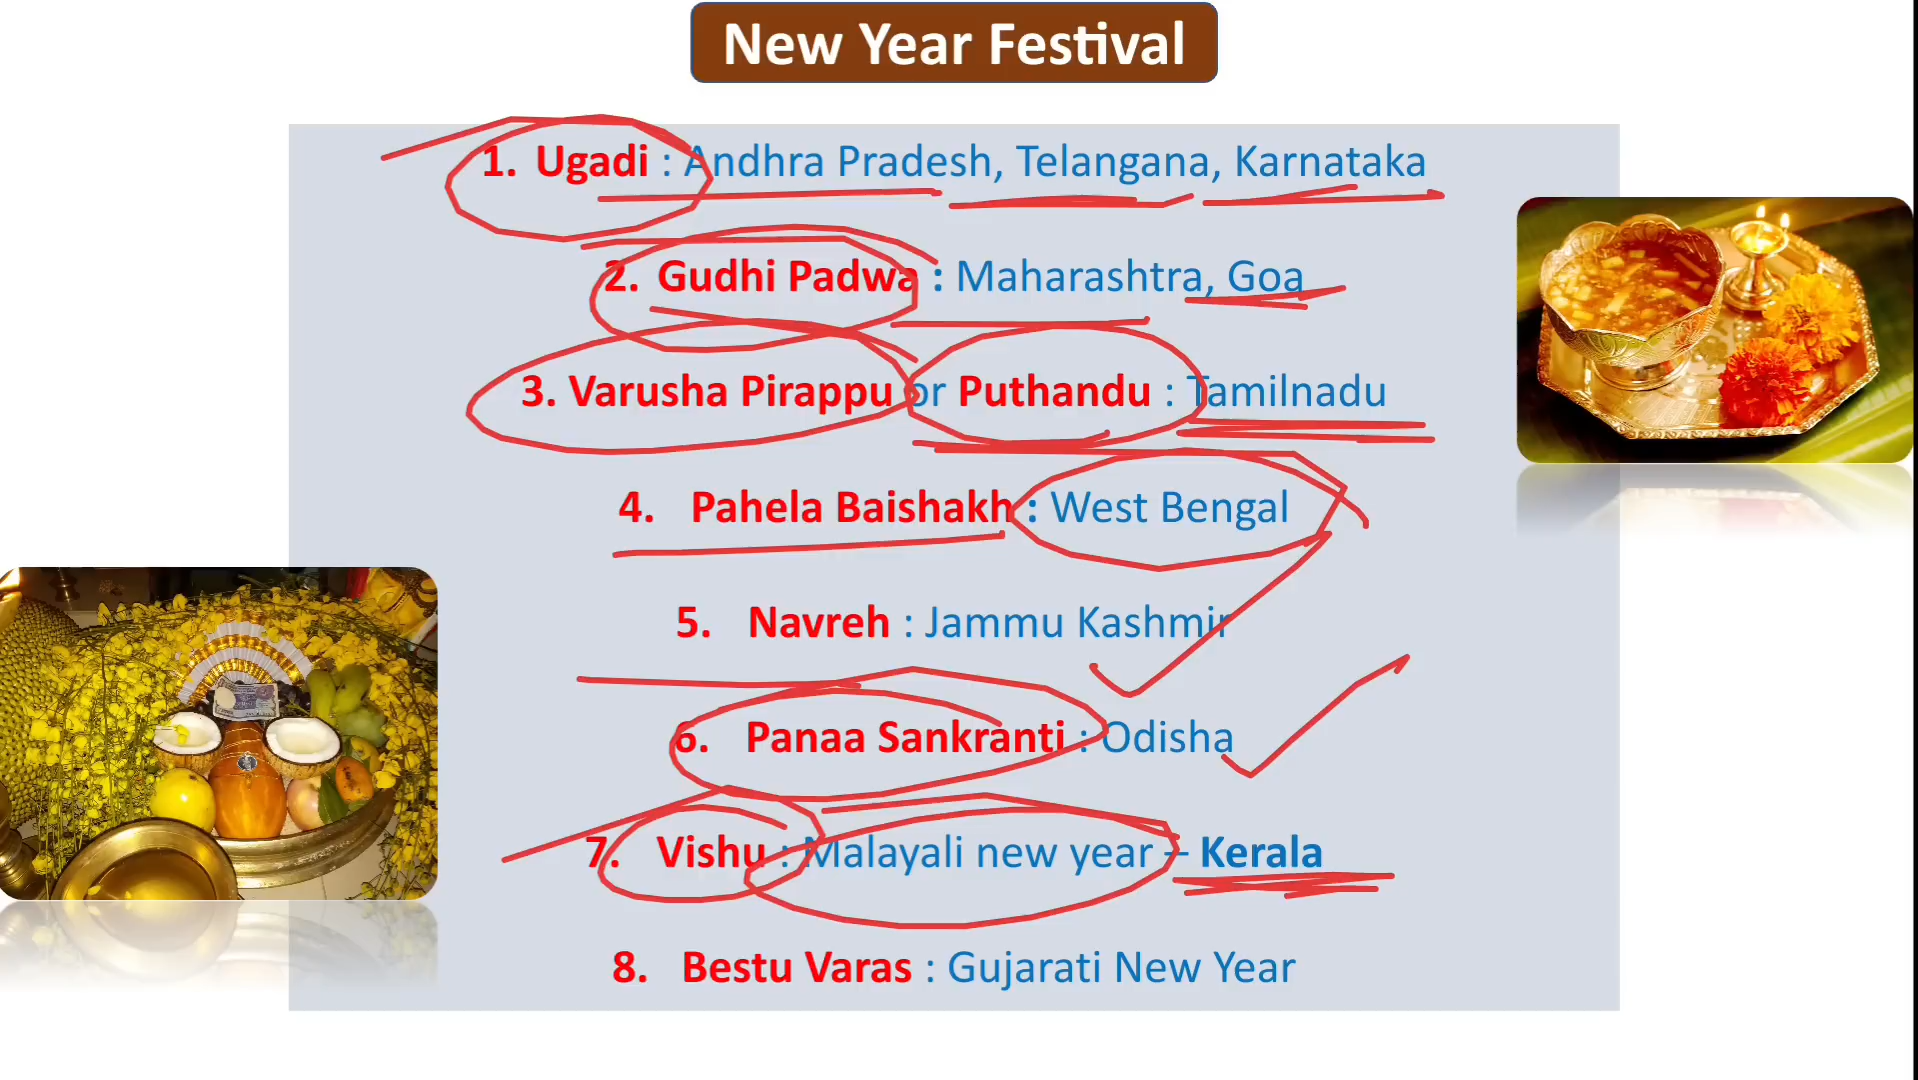 New Year Festival
1. Ugadi : Andhra Pradesh, Telangana, Karnataka
2. Gudhi Padwa : Maharashtra, Goa
3. Varusha Pirappu or Puthandu : Tamilnadu
4. Pahela Baishakh : West Bengal
5. Navreh : Jammu Kashmir
6. Panaa Sankranti : Odisha
7. Vishu : Malayali new year – Kerala
8. Bestu Varas : Gujarati New Year